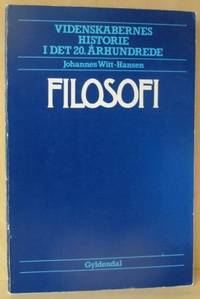 VIDENSKABERNES
HISTORIE
I DET 20. ÅRHUNDREDE
Johannes Witt-Hansen
FILOSOFI
Gyldendal